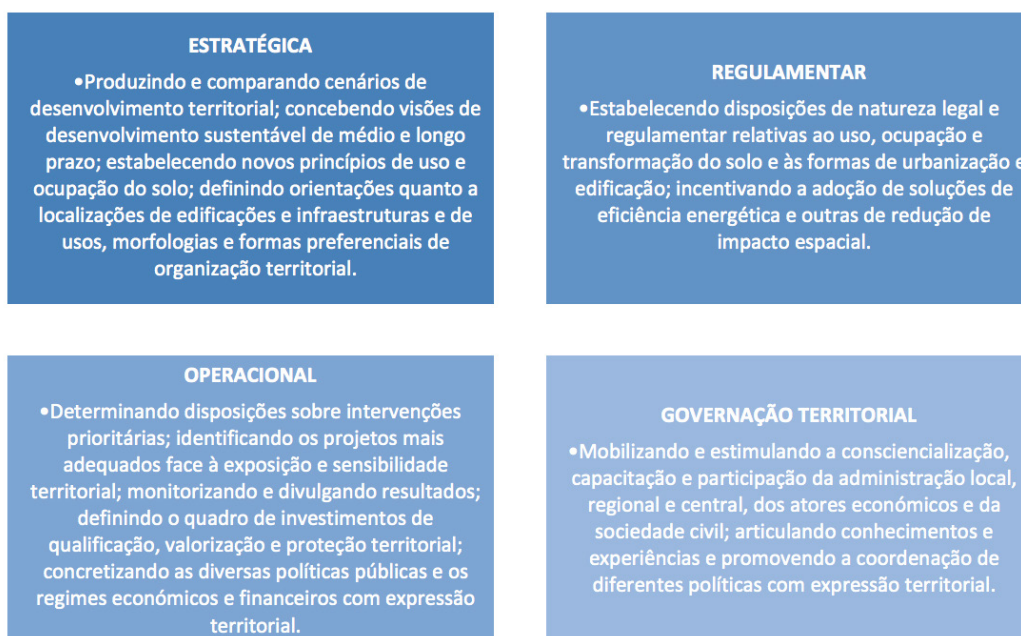 ESTRATÉGICA
•Produzindo e comparando cenários de
desenvolvimento territorial; concebendo visões de
desenvolvimento sustentável de médio e longo
prazo; estabelecendo novos princípios de uso e
ocupação do solo; definindo orientações quanto a
localizações de edificações e infraestruturas e de
usos, morfologias e formas preferenciais de
organização territorial.
REGULAMENTAR
•Estabelecendo disposições de natureza legal e
regulamentar relativas ao uso, ocupação e
transformação do solo e às formas de urbanização e
edificação; incentivando a adoção de soluções de
eficiência energética e outras de redução de
impacto espacial.
OPERACIONAL
•Determinando disposições sobre intervenções
prioritárias; identificando os projetos mais
adequados face à exposição e sensibilidade
territorial; monitorizando e divulgando resultados;
definindo o quadro de investimentos de
qualificação, valorização e proteção territorial;
concretizando as diversas políticas públicas e os
regimes económicos e financeiros com expressão
territorial.
GOVERNAÇÃO TERRITORIAL
•Mobilizando e estimulando a consciencialização,
capacitação e participação da administração local,
regional e central, dos atores económicos e da
sociedade civil; articulando conhecimentos e
experiências e promovendo a coordenação de
diferentes políticas com expressão territorial.